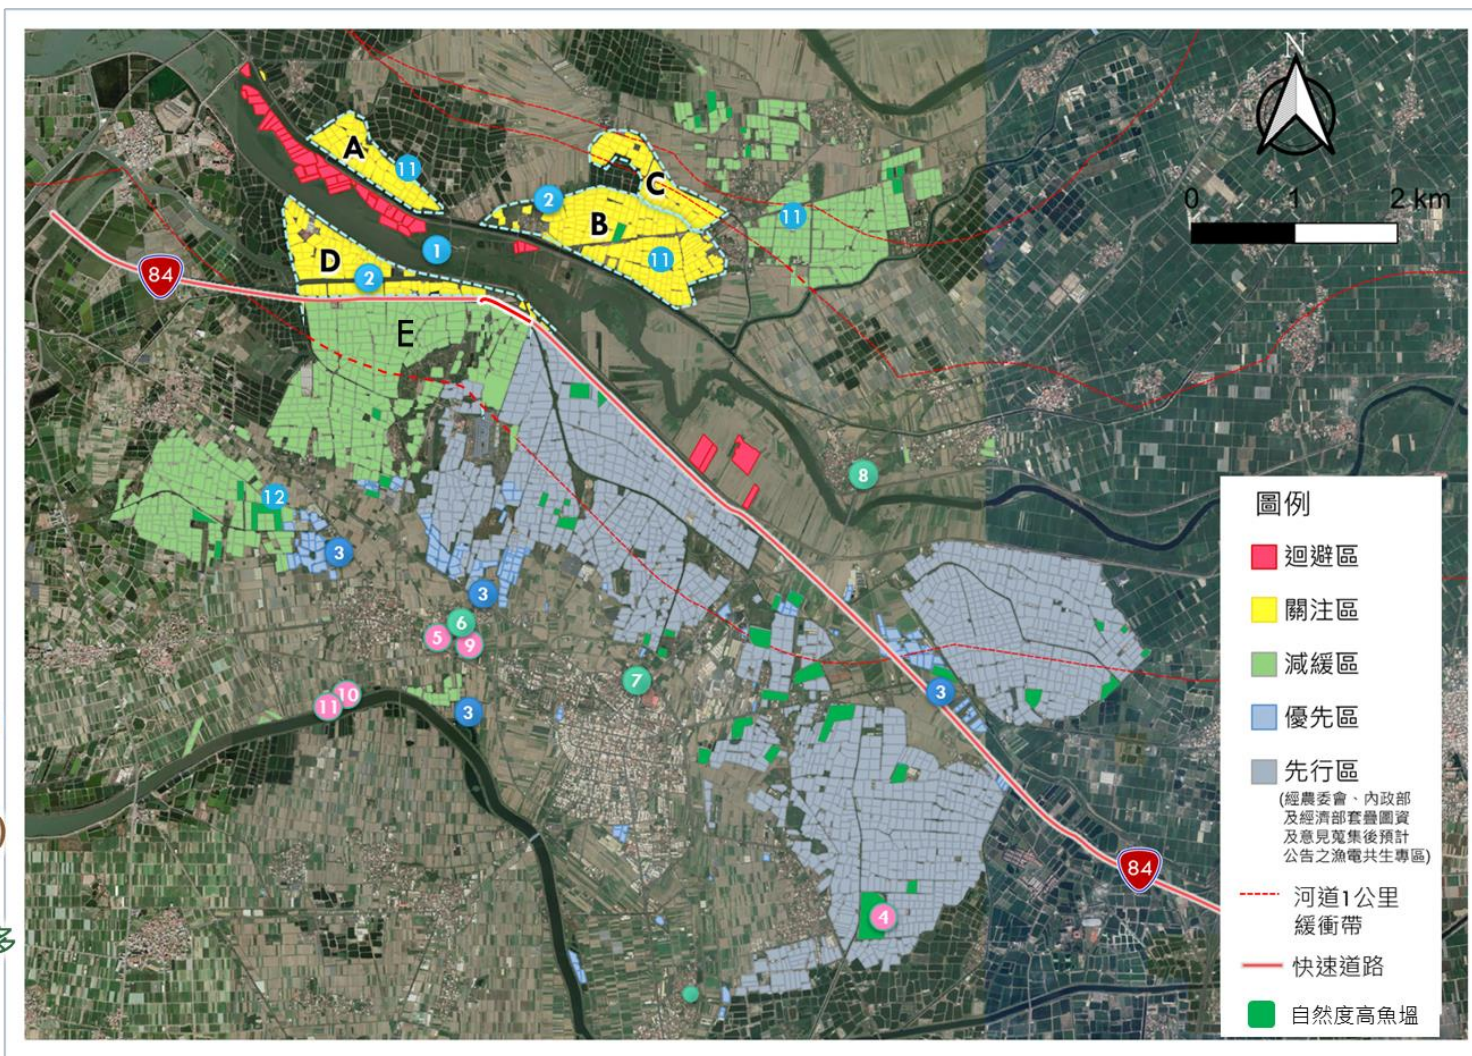 N
0 1 2 km
A
11
C
2
B
11
11
1
D
2
84
E
8
12
3
3
6
5
9
7
10
11
3
3
4
84
圖例
迴避區
關注區
減緩區
優先區
先行區
(經農委會、內政部
及經濟部套疊圖資
及意見蒐集後預計
公告之漁電共生專區)
河道1公里
緩衝帶
快速道路
自然度高魚塭